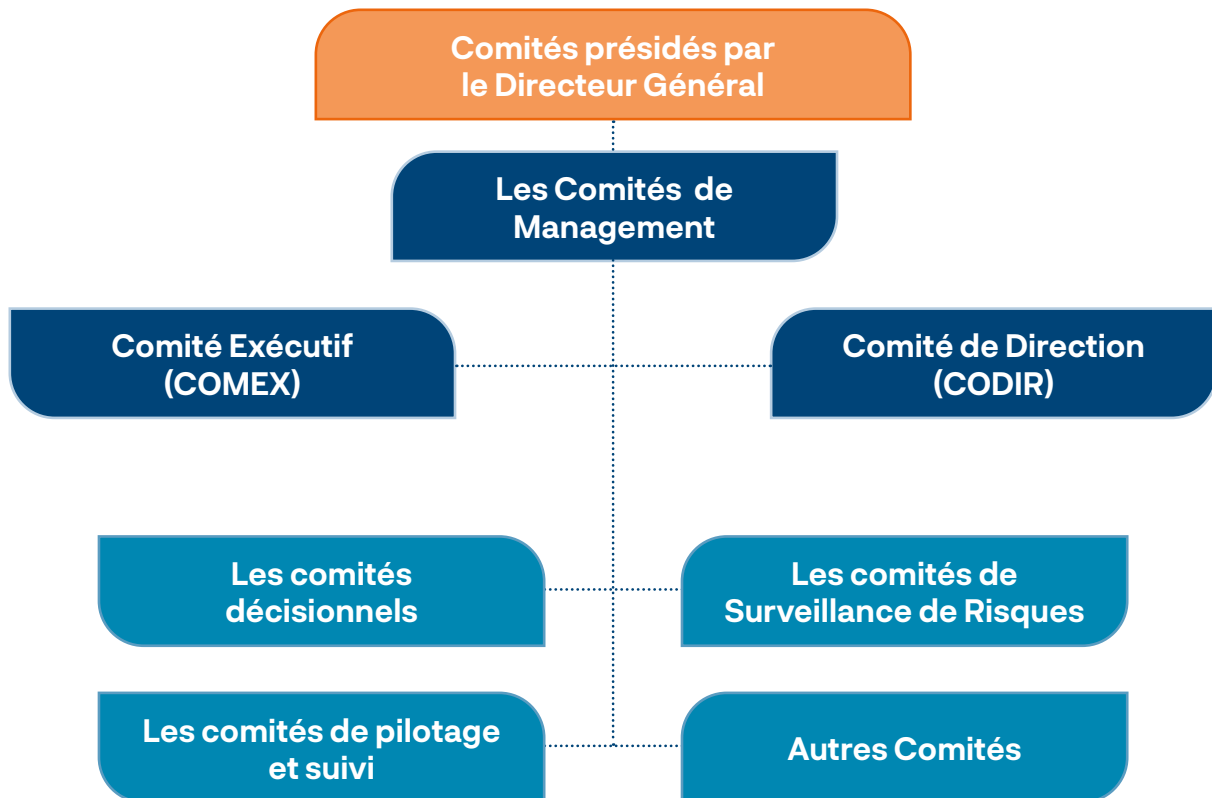 Comités présidés par
le Directeur Général
Les Comités de
Management
Comité Exécutif
(COMEX)
Comité de Direction
(CODIR)
Les comités
décisionnels
Les comités de
Surveillance de Risques
Les comités de pilotage
et suivi
Autres Comités